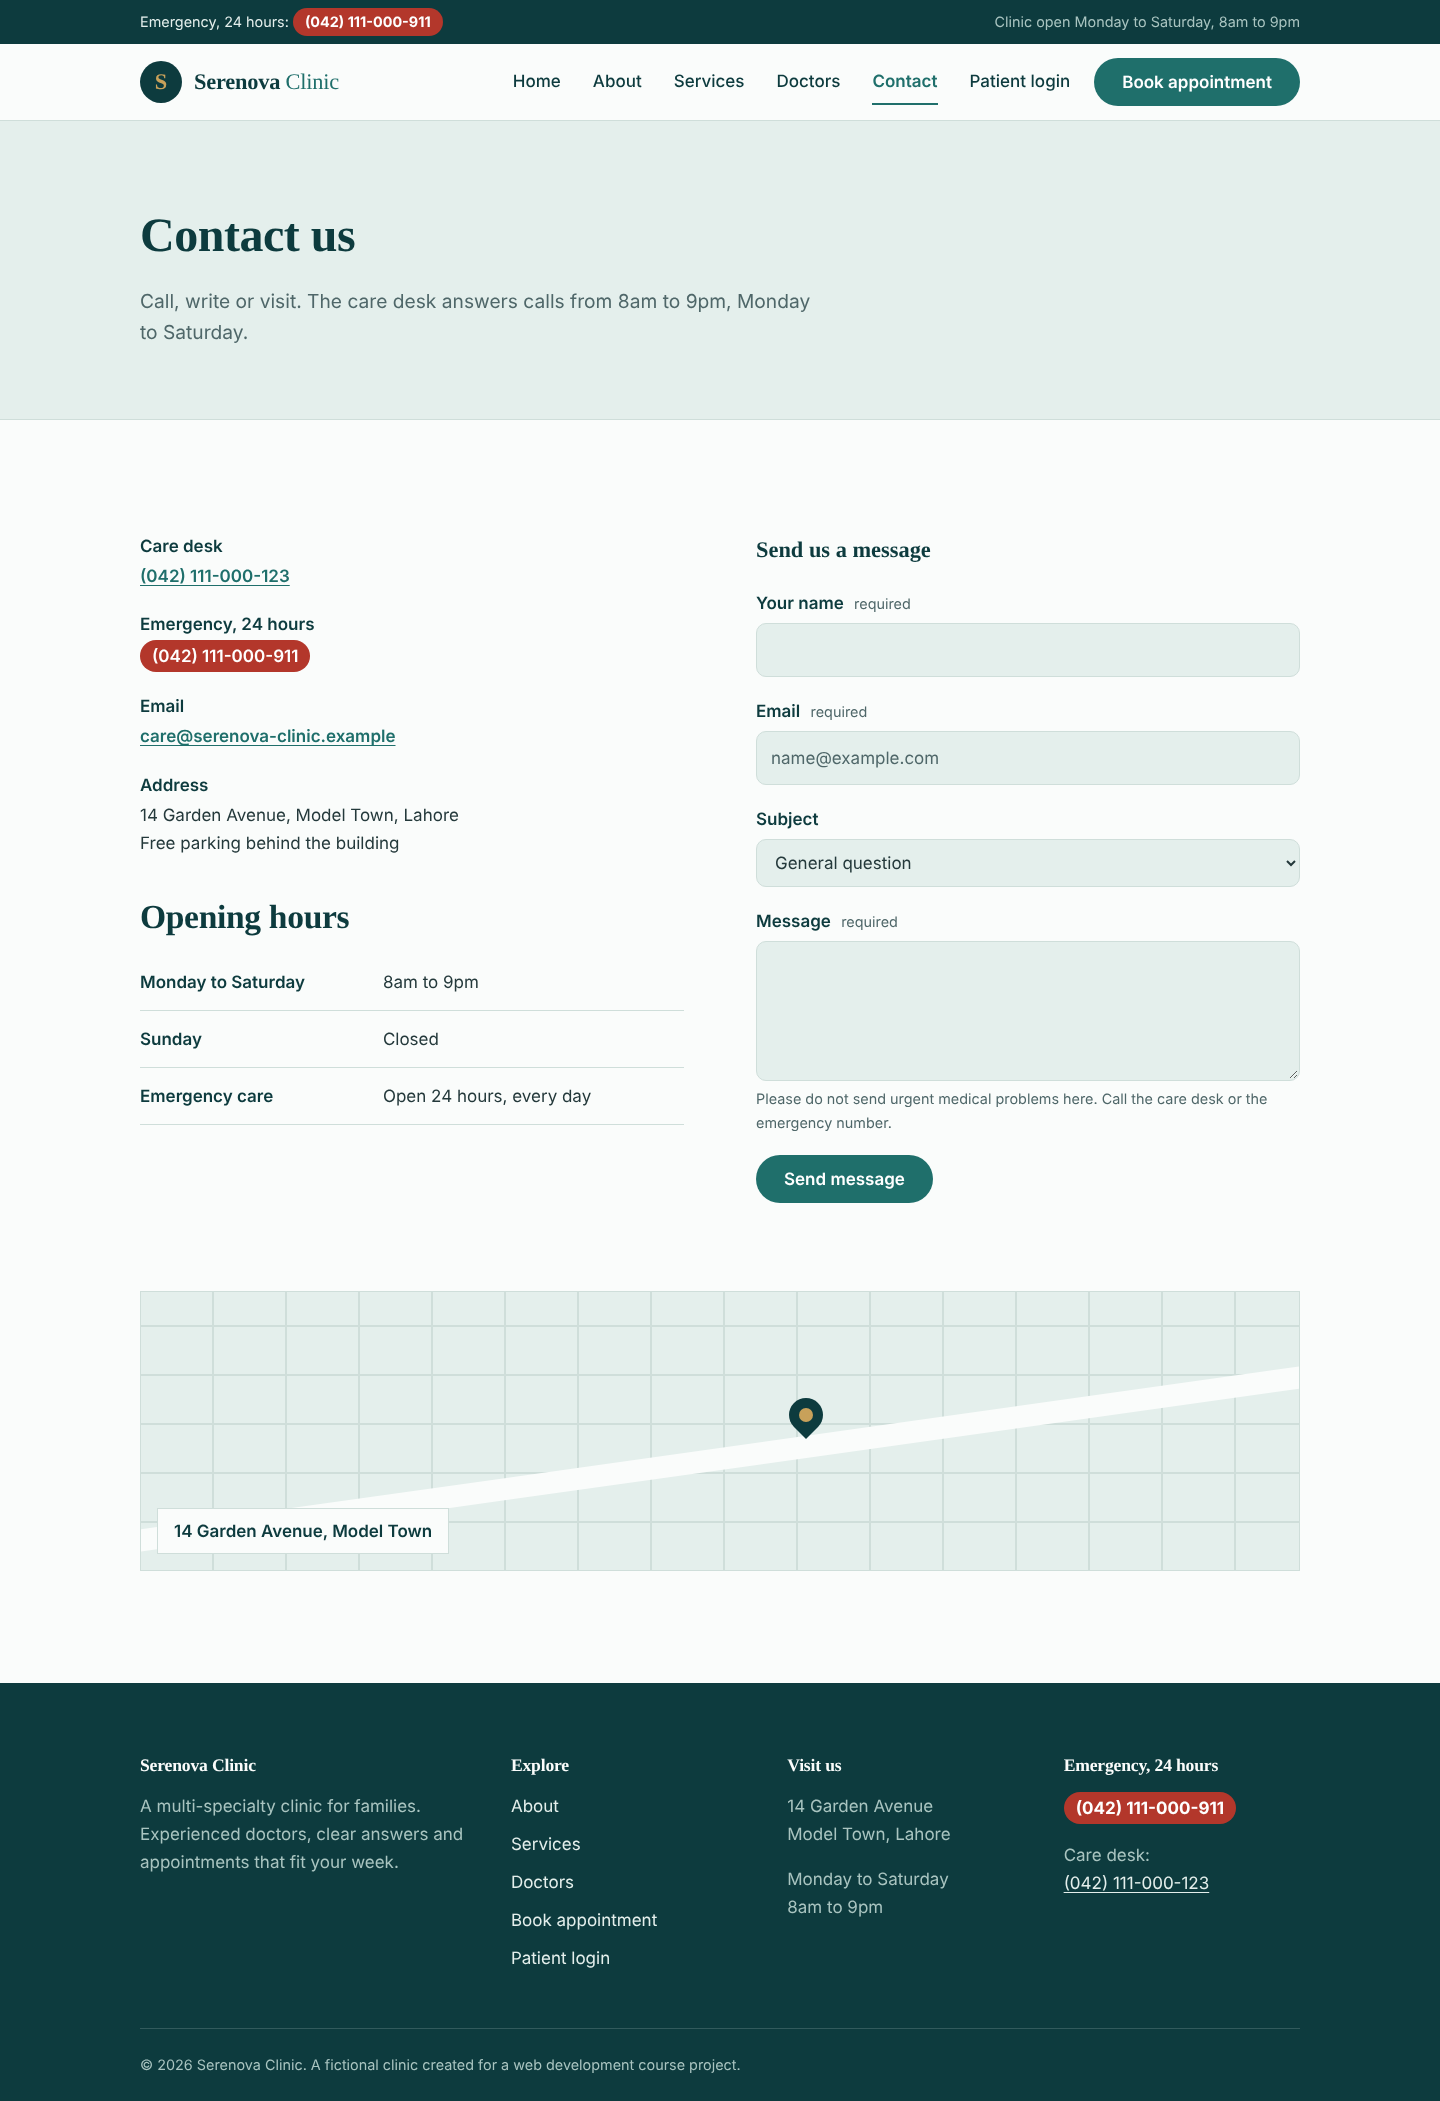 Emergency, 24 hours: (042) 111-000-911
Clinic open Monday to Saturday, 8am to 9pm
S
Serenova Clinic
Home
About
Services
Doctors
Contact
Patient login
Book appointment
Contact us
Call, write or visit. The care desk answers calls from 8am to 9pm, Monday
to Saturday.
Care desk
(042) 111-000-123
Emergency, 24 hours
(042) 111-000-911
Email
care@serenova-clinic.example
Address
14 Garden Avenue, Model Town, Lahore
Free parking behind the building
Opening hours
Monday to Saturday 8am to 9pm
Sunday Closed
Emergency care Open 24 hours, every day
Send us a message
Your name required
Email required
name@example.com
Subject
General question
Message required
Please do not send urgent medical problems here. Call the care desk or the
emergency number.
Send message
14 Garden Avenue, Model Town
Serenova Clinic
A multi-specialty clinic for families.
Experienced doctors, clear answers and
appointments that fit your week.
Explore
About
Services
Doctors
Book appointment
Patient login
Visit us
14 Garden Avenue
Model Town, Lahore
Monday to Saturday
8am to 9pm
Emergency, 24 hours
(042) 111-000-911
Care desk:
(042) 111-000-123
© 2026 Serenova Clinic. A fictional clinic created for a web development course project.